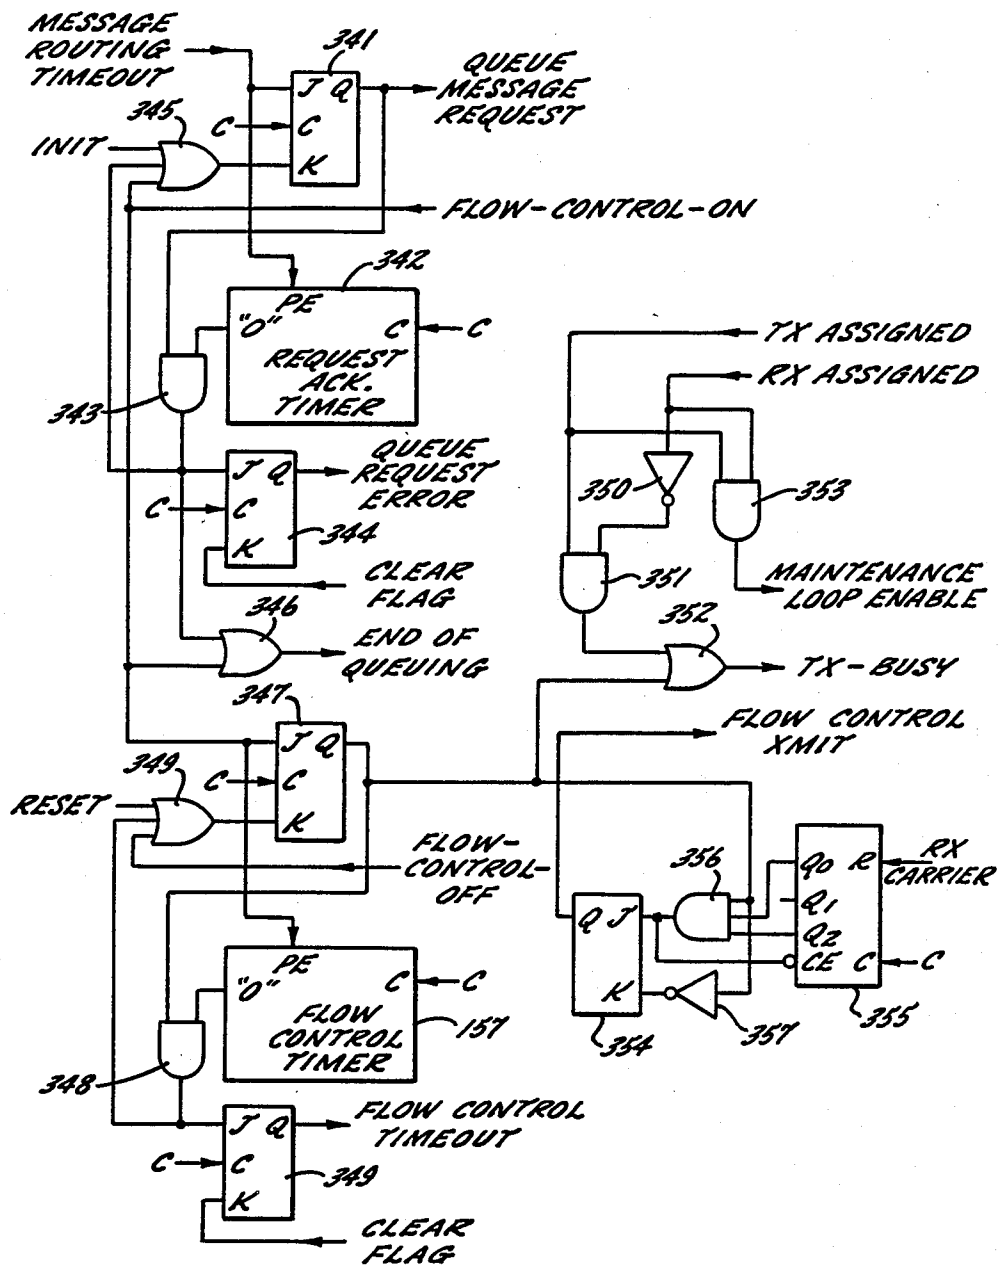 MESSAGE
ROUTING
TIMEOUT
341
J Q
C
K
C
QUEUE
MESSAGE
REQUEST
345
INIT
FLOW-CONTROL-ON
342
PE
"O"
C
C
REQUEST
ACK.
TIMER
343
J Q
C
K
C
344
QUEUE
REQUEST
ERROR
CLEAR
FLAG
346
END OF
QUEUING
TX ASSIGNED
RX ASSIGNED
350
353
351
MAINTENANCE
LOOP ENABLE
352
TX-BUSY
347
J Q
C
K
C
349
RESET
FLOW-
CONTROL-
OFF
FLOW CONTROL
XMIT
356
Q0 R
Q1
Q2
CE C
RX
CARRIER
C
355
Q J
K
354
357
PE
"O"
C
C
FLOW
CONTROL
TIMER
157
348
J Q
C
K
C
349
FLOW CONTROL
TIMEOUT
CLEAR
FLAG